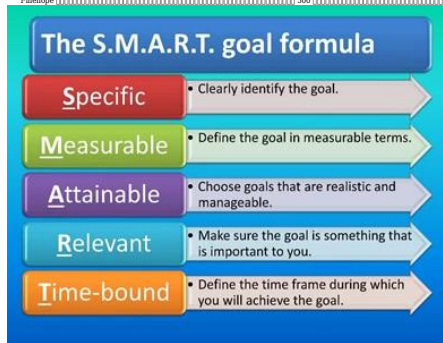 The S.M.A.R.T. goal formula
Specific
• Clearly identify the goal.
Measurable
• Define the goal in measurable terms.
Attainable
• Choose goals that are realistic and
manageable.
Relevant
• Make sure the goal is something that
is important to you.
Time-bound
• Define the time frame during which
you will achieve the goal.